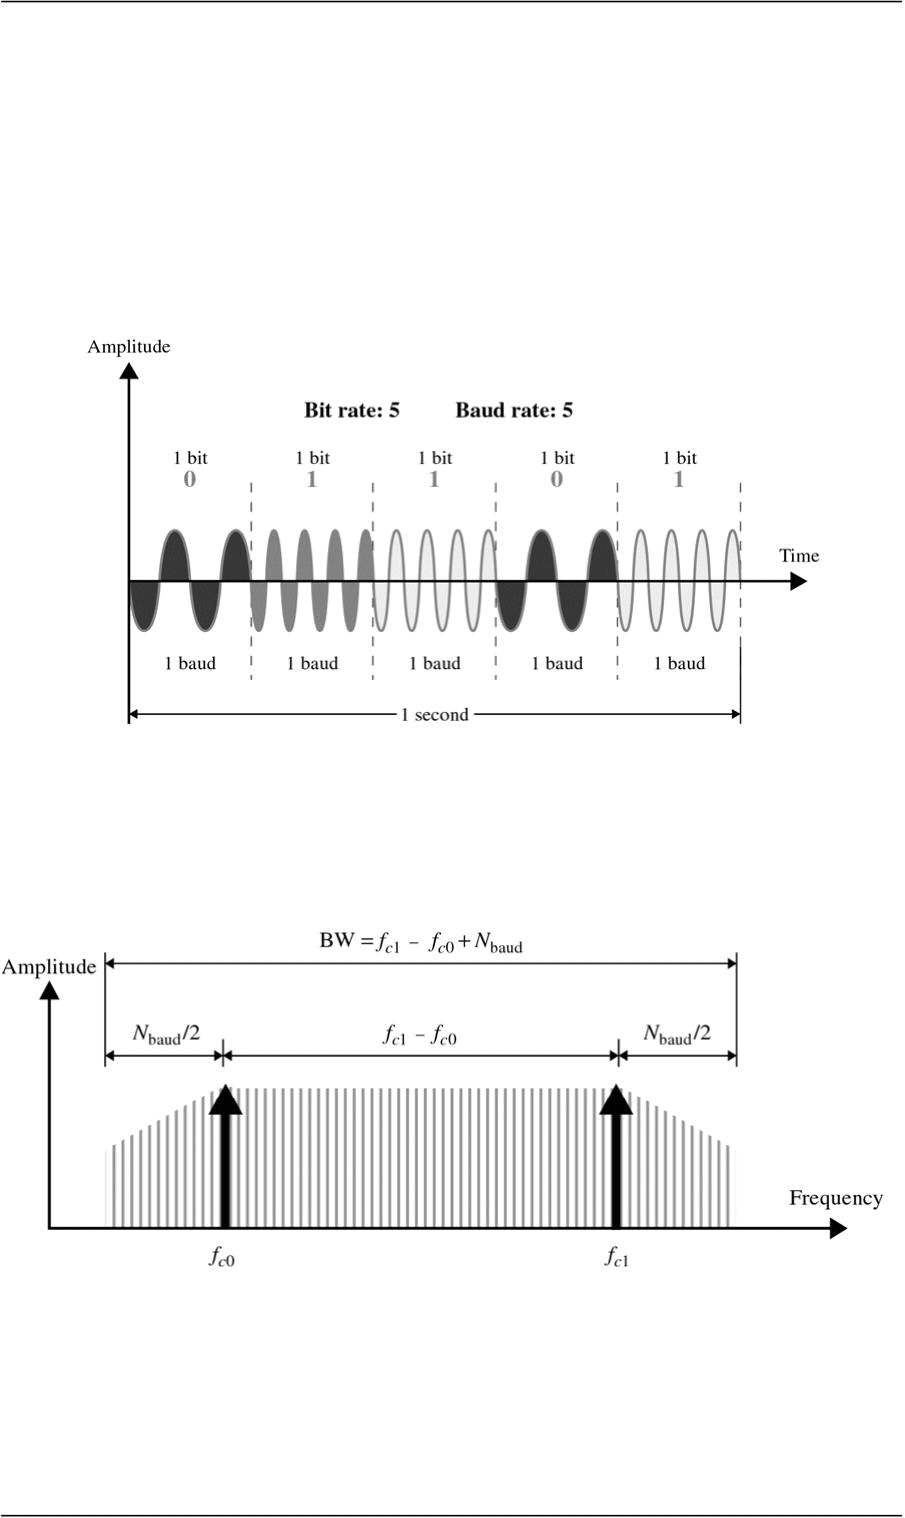 Amplitude
Bit rate: 5 Baud rate: 5
1 bit 1 bit 1 bit 1 bit 1 bit
0 1 1 0 1
Time
1 baud 1 baud 1 baud 1 baud 1 baud
1 second
BW = fc1 – fc0 + Nbaud
Amplitude
Nbaud/2 fc1 – fc0 Nbaud/2
Frequency
fc0 fc1